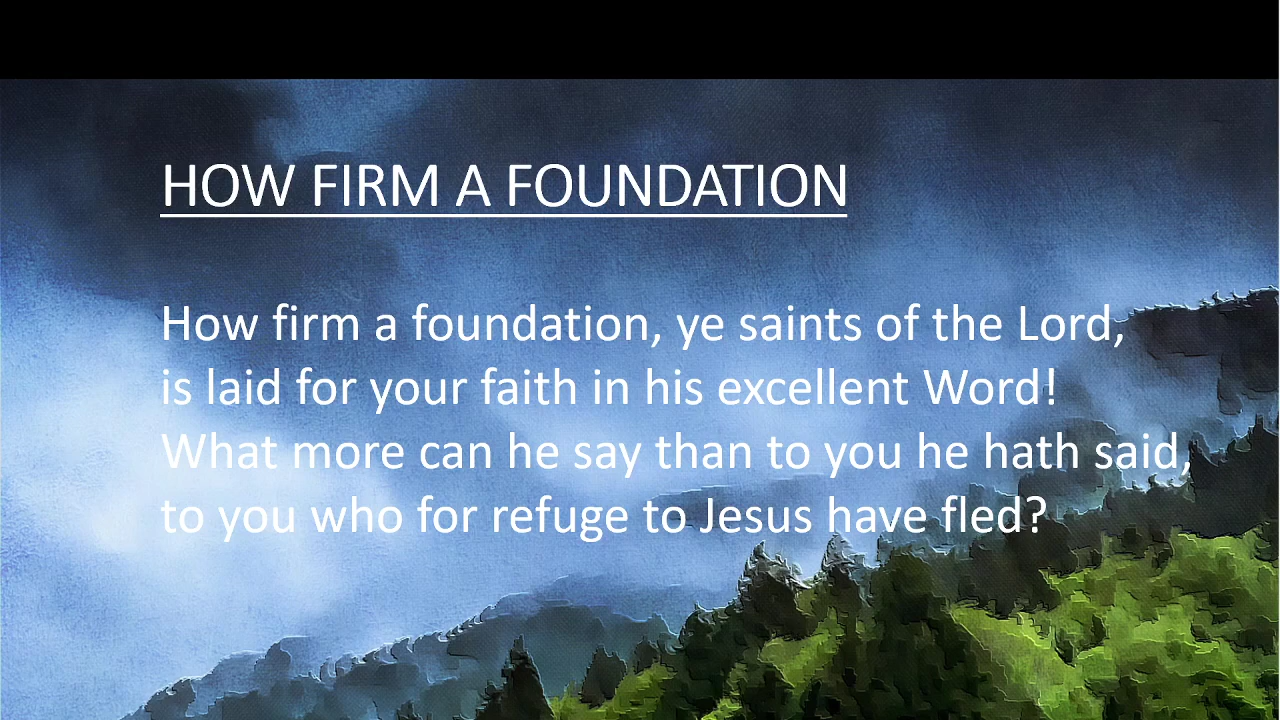 HOW FIRM A FOUNDATION
How firm a foundation, ye saints of the Lord,
is laid for your faith in his excellent Word!
What more can he say than to you he hath said,
to you who for refuge to Jesus have fled?